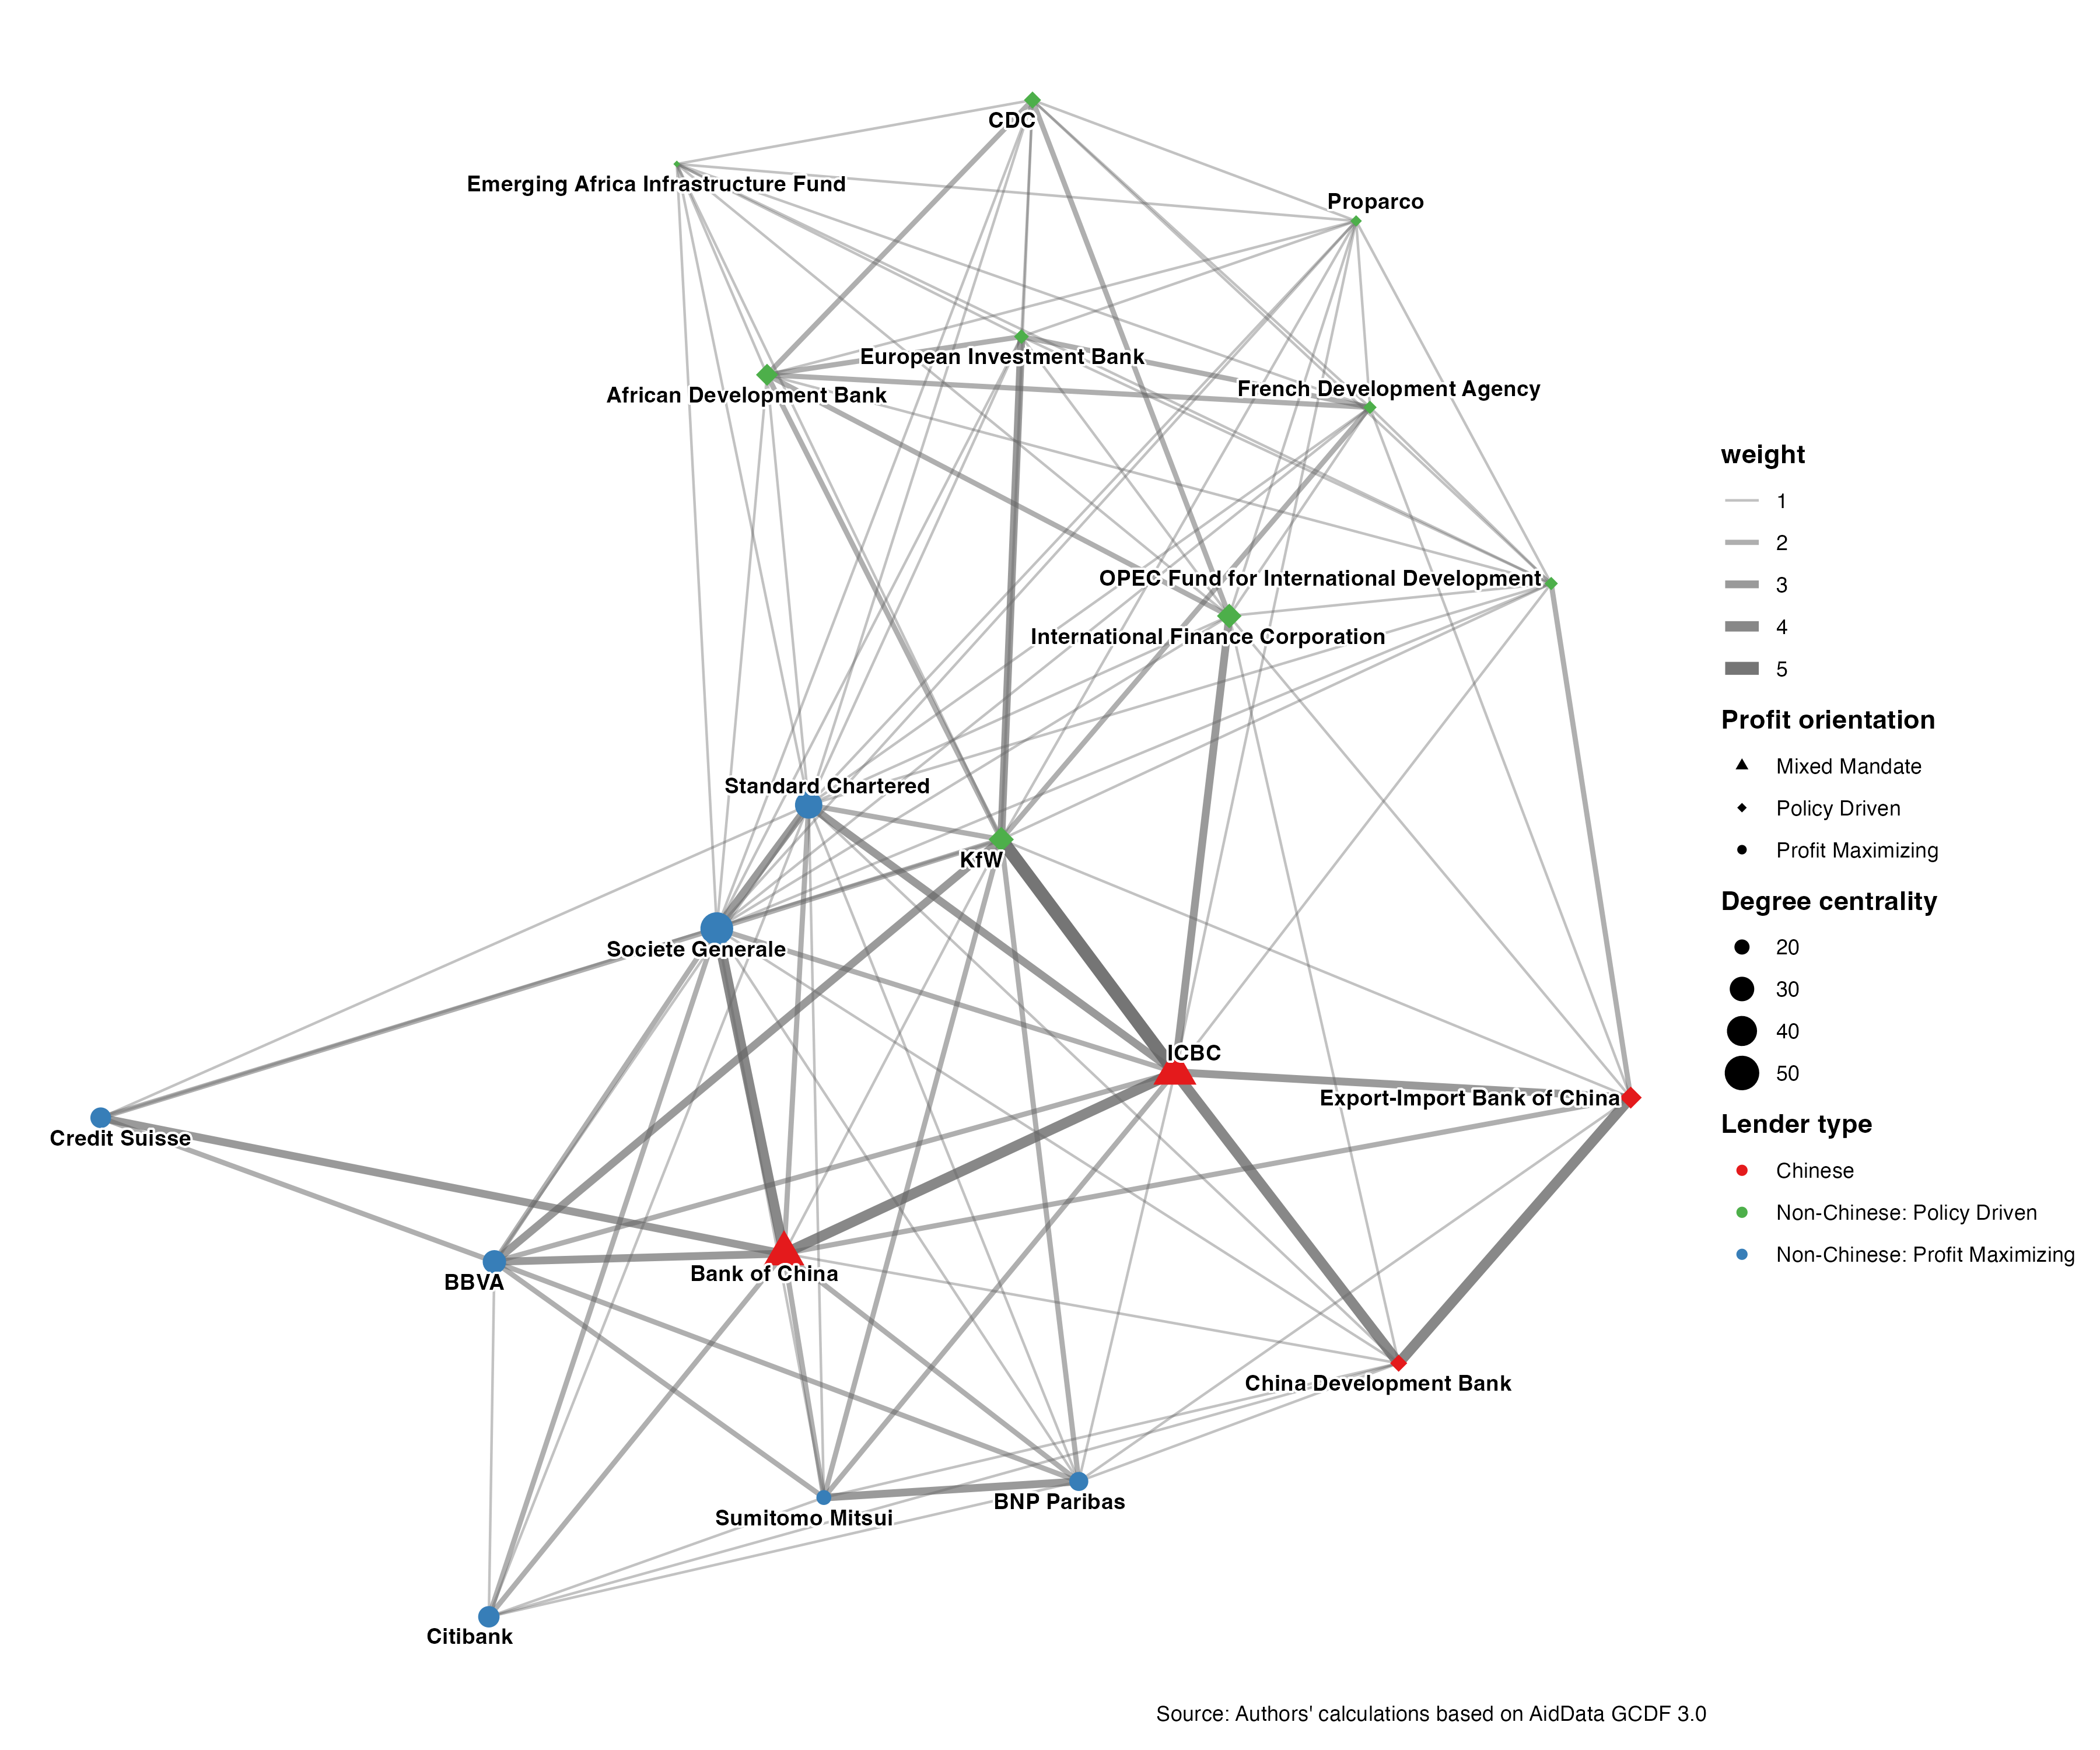 CDC
Emerging Africa Infrastructure Fund
Proparco
European Investment Bank
African Development Bank
French Development Agency
OPEC Fund for International Development
International Finance Corporation
Standard Chartered
KfW
Societe Generale
ICBC
Export-Import Bank of China
Credit Suisse
BBVA
Bank of China
China Development Bank
Sumitomo Mitsui
BNP Paribas
Citibank
weight
1
2
3
4
5
Profit orientation
Mixed Mandate
Policy Driven
Profit Maximizing
Degree centrality
20
30
40
50
Lender type
Chinese
Non-Chinese: Policy Driven
Non-Chinese: Profit Maximizing
Source: Authors' calculations based on AidData GCDF 3.0